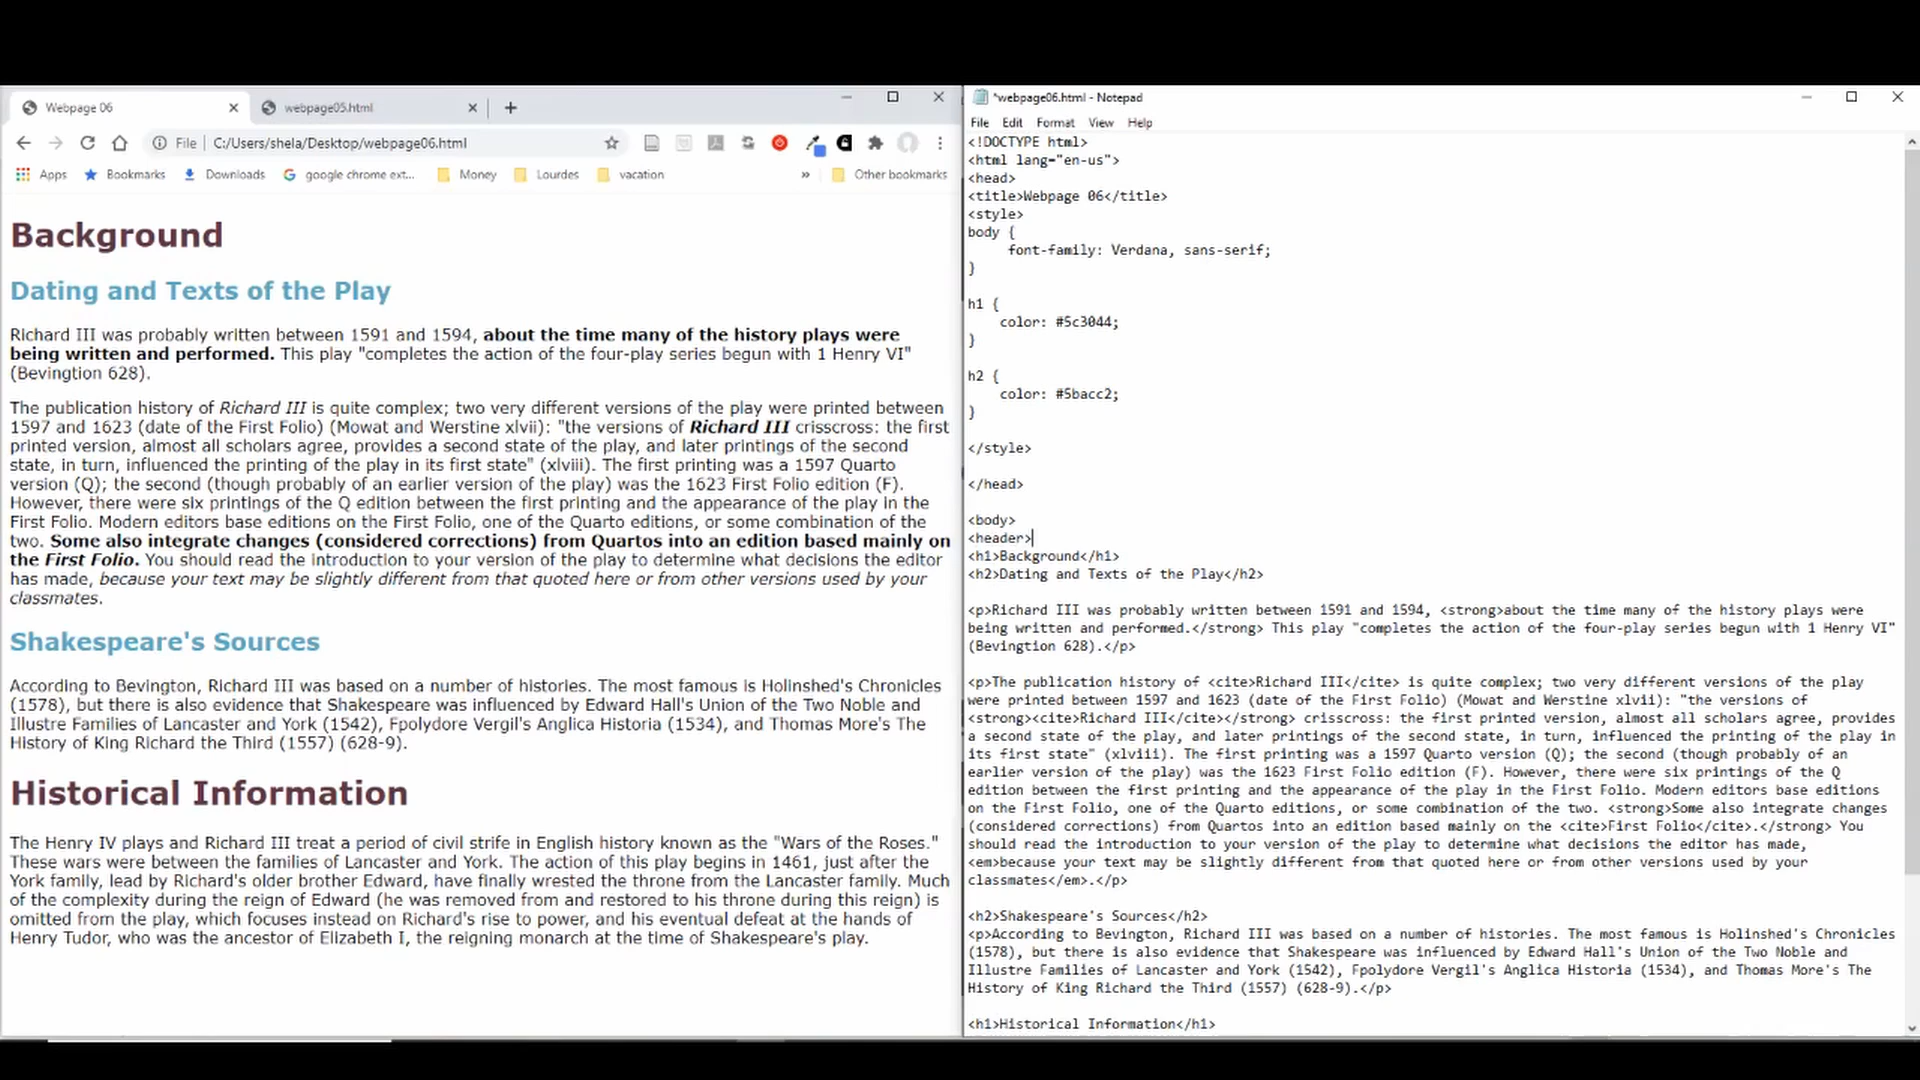 Webpage 06
webpage05.html
File C:/Users/shela/Desktop/webpage06.html
Apps Bookmarks Downloads google chrome ext... Money Lourdes vacation » Other bookmarks
Background
Dating and Texts of the Play
Richard III was probably written between 1591 and 1594, about the time many of the history plays were
being written and performed. This play "completes the action of the four-play series begun with 1 Henry VI"
(Bevingtion 628).
The publication history of Richard III is quite complex; two very different versions of the play were printed between
1597 and 1623 (date of the First Folio) (Mowat and Werstine xlvii): "the versions of Richard III crisscross: the first
printed version, almost all scholars agree, provides a second state of the play, and later printings of the second
state, in turn, influenced the printing of the play in its first state" (xlviii). The first printing was a 1597 Quarto
version (Q); the second (though probably of an earlier version of the play) was the 1623 First Folio edition (F).
However, there were six printings of the Q edition between the first printing and the appearance of the play in the
First Folio. Modern editors base editions on the First Folio, one of the Quarto editions, or some combination of the
two. Some also integrate changes (considered corrections) from Quartos into an edition based mainly on
the First Folio. You should read the introduction to your version of the play to determine what decisions the editor
has made, because your text may be slightly different from that quoted here or from other versions used by your
classmates.
Shakespeare's Sources
According to Bevington, Richard III was based on a number of histories. The most famous is Holinshed's Chronicles
(1578), but there is also evidence that Shakespeare was influenced by Edward Hall's Union of the Two Noble and
Illustre Families of Lancaster and York (1542), Fpolydore Vergil's Anglica Historia (1534), and Thomas More's The
History of King Richard the Third (1557) (628-9).
Historical Information
The Henry IV plays and Richard III treat a period of civil strife in English history known as the "Wars of the Roses."
These wars were between the families of Lancaster and York. The action of this play begins in 1461, just after the
York family, lead by Richard's older brother Edward, have finally wrested the throne from the Lancaster family. Much
of the complexity during the reign of Edward (he was removed from and restored to his throne during this reign) is
omitted from the play, which focuses instead on Richard's rise to power, and his eventual defeat at the hands of
Henry Tudor, who was the ancestor of Elizabeth I, the reigning monarch at the time of Shakespeare's play.
*webpage06.html - Notepad
File Edit Format View Help
<!DOCTYPE html>
<html lang="en-us">
<head>
<title>Webpage 06</title>
<style>
body {
font-family: Verdana, sans-serif;
}
h1 {
color: #5c3044;
}
h2 {
color: #5bacc2;
}
</style>
</head>
<body>
<header>
<h1>Background</h1>
<h2>Dating and Texts of the Play</h2>
<p>Richard III was probably written between 1591 and 1594, <strong>about the time many of the history plays were
being written and performed.</strong> This play "completes the action of the four-play series begun with 1 Henry VI"
(Bevingtion 628).</p>
<p>The publication history of <cite>Richard III</cite> is quite complex; two very different versions of the play
were printed between 1597 and 1623 (date of the First Folio) (Mowat and Werstine xlvii): "the versions of
<strong><cite>Richard III</cite></strong> crisscross: the first printed version, almost all scholars agree, provides
a second state of the play, and later printings of the second state, in turn, influenced the printing of the play in
its first state" (xlviii). The first printing was a 1597 Quarto version (Q); the second (though probably of an
earlier version of the play) was the 1623 First Folio edition (F). However, there were six printings of the Q
edition between the first printing and the appearance of the play in the First Folio. Modern editors base editions
on the First Folio, one of the Quarto editions, or some combination of the two. <strong>Some also integrate changes
(considered corrections) from Quartos into an edition based mainly on the <cite>First Folio</cite>.</strong> You
should read the introduction to your version of the play to determine what decisions the editor has made,
<em>because your text may be slightly different from that quoted here or from other versions used by your
classmates</em>.</p>
<h2>Shakespeare's Sources</h2>
<p>According to Bevington, Richard III was based on a number of histories. The most famous is Holinshed's Chronicles
(1578), but there is also evidence that Shakespeare was influenced by Edward Hall's Union of the Two Noble and
Illustre Families of Lancaster and York (1542), Fpolydore Vergil's Anglica Historia (1534), and Thomas More's The
History of King Richard the Third (1557) (628-9).</p>
<h1>Historical Information</h1>